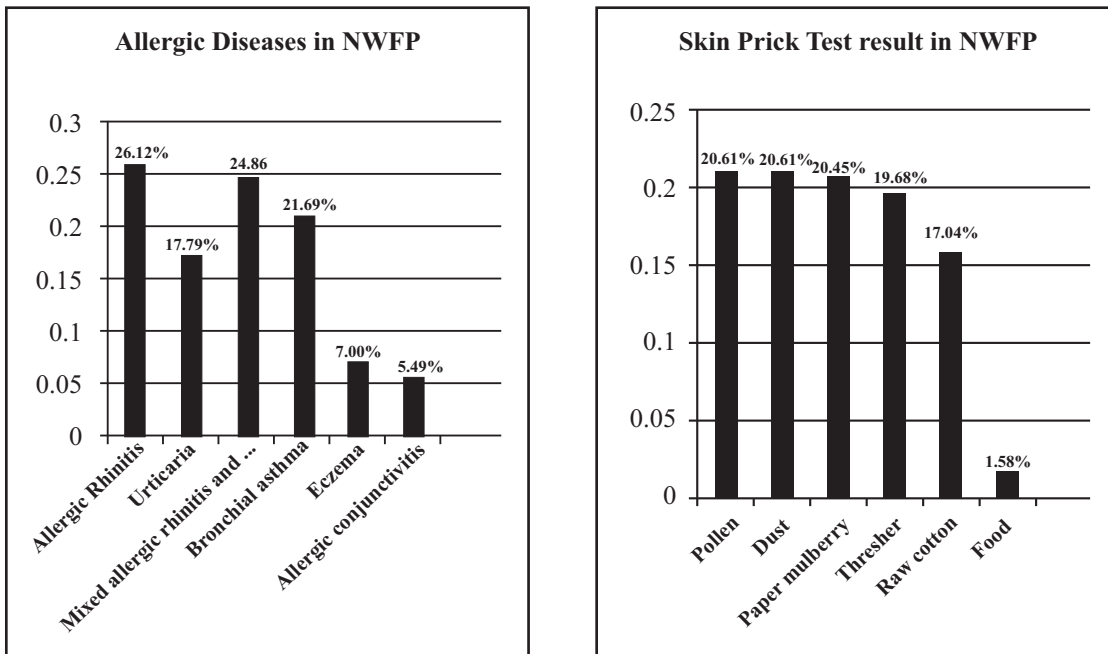 Allergic Diseases in NWFP
0.3
0.25
0.2
0.15
0.1
0.05
0
26.12%
17.79%
24.86
21.69%
7.00%
5.49%
Allergic Rhinitis
Urticaria
Mixed allergic rhinitis and ...
Bronchial asthma
Eczema
Allergic conjunctivitis
Skin Prick Test result in NWFP
0.25
0.2
0.15
0.1
0.05
0
20.61%
20.61%
20.45%
19.68%
17.04%
1.58%
Pollen
Dust
Paper mulberry
Thresher
Raw cotton
Food